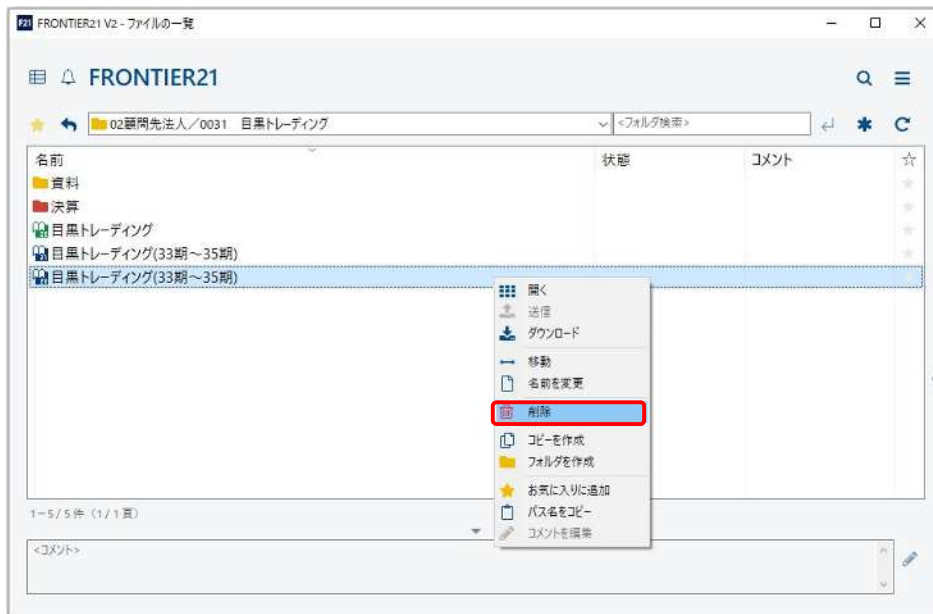 F21 FRONTIER21 V2 - ファイルの一覧
FRONTIER21
02顧問先法人／0031 目黒トレーディング
<フォルダ検索>
名前 状態 コメント
資料
決算
目黒トレーディング
目黒トレーディング(33期～35期)
目黒トレーディング(33期～35期)
開く
送信
ダウンロード
移動
名前を変更
削除
コピーを作成
フォルダを作成
お気に入りに追加
パス名をコピー
コメントを編集
1-5/5件 (1/1頁)
<コメント>